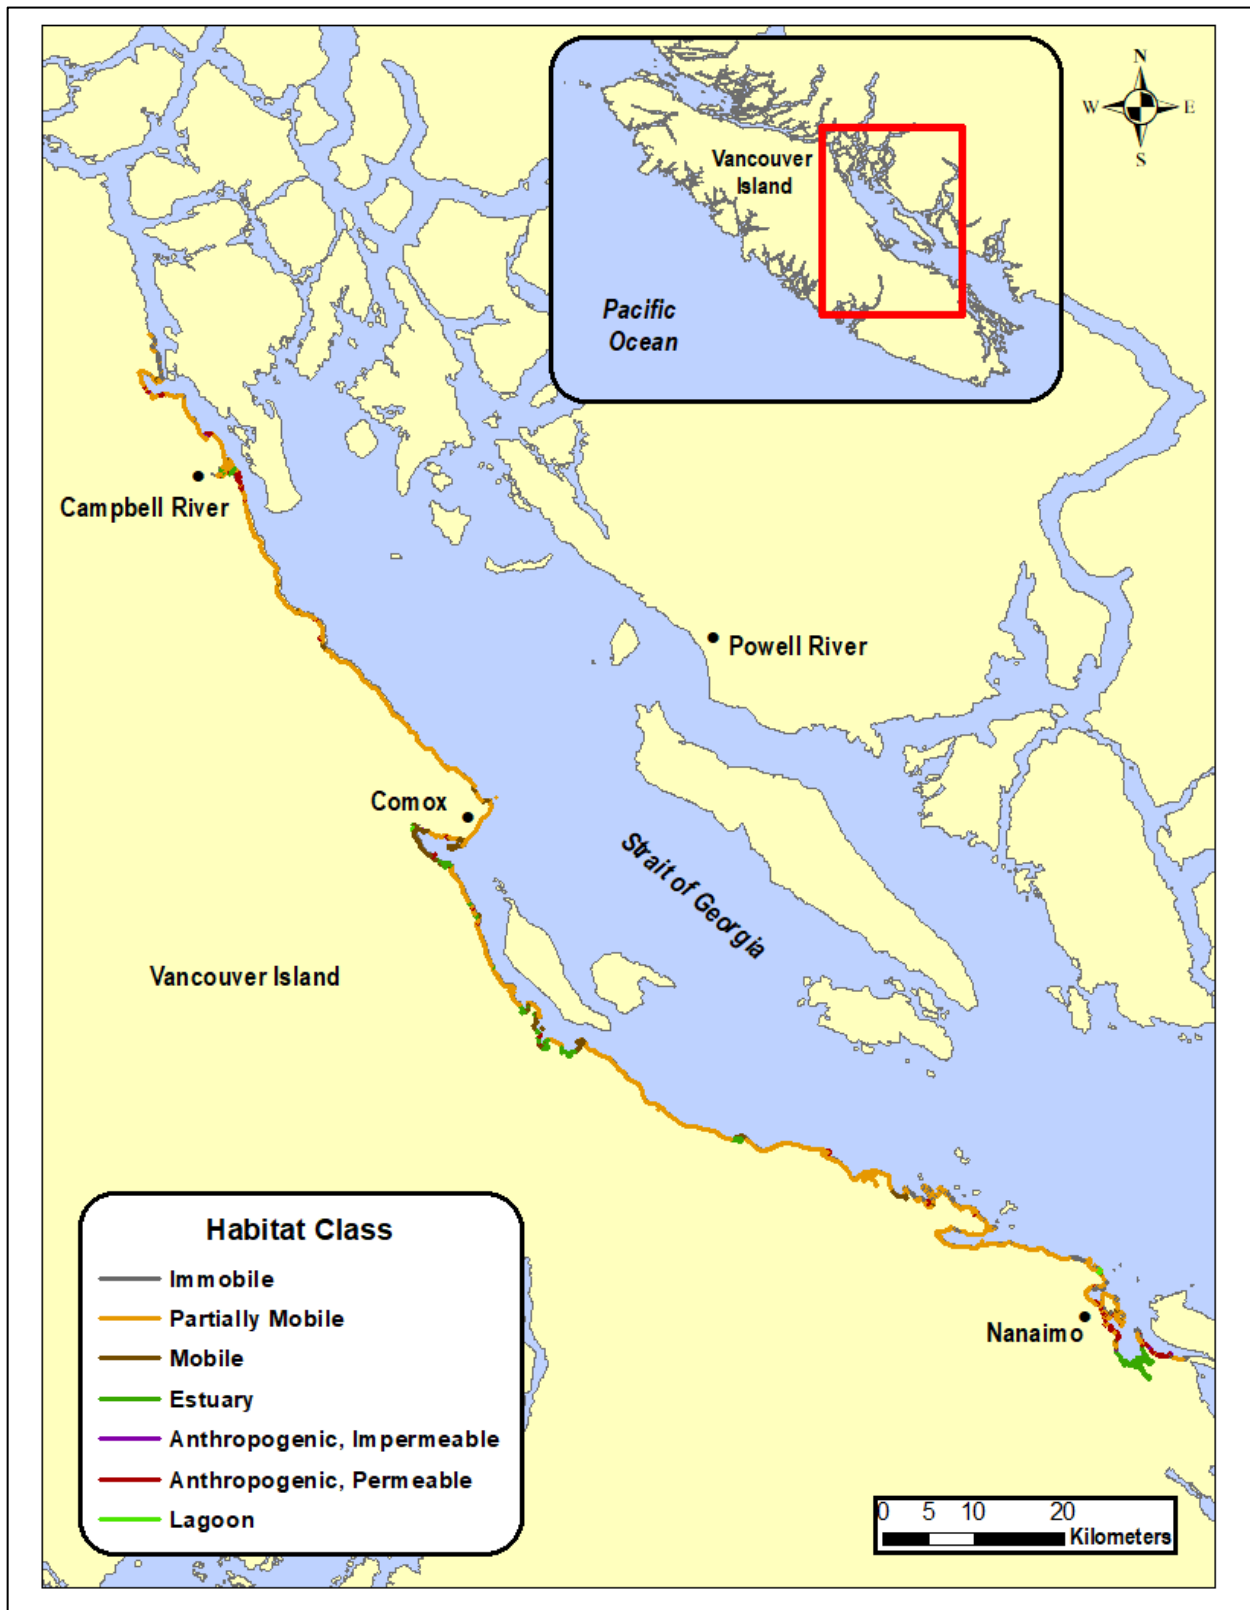 N
W E
S
Vancouver
Island
Pacific
Ocean
Campbell River
Powell River
Comox
Strait of Georgia
Vancouver Island
Nanaimo
Habitat Class
Immobile
Partially Mobile
Mobile
Estuary
Anthropogenic, Impermeable
Anthropogenic, Permeable
Lagoon
0 5 10 20
Kilometers